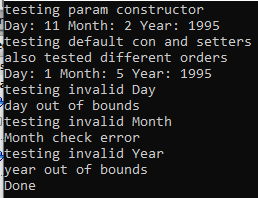 testing param constructor
Day: 11 Month: 2 Year: 1995
testing default con and setters
also tested different orders
Day: 1 Month: 5 Year: 1995
testing invalid Day
day out of bounds
testing invalid Month
Month check error
testing invalid Year
year out of bounds
Done